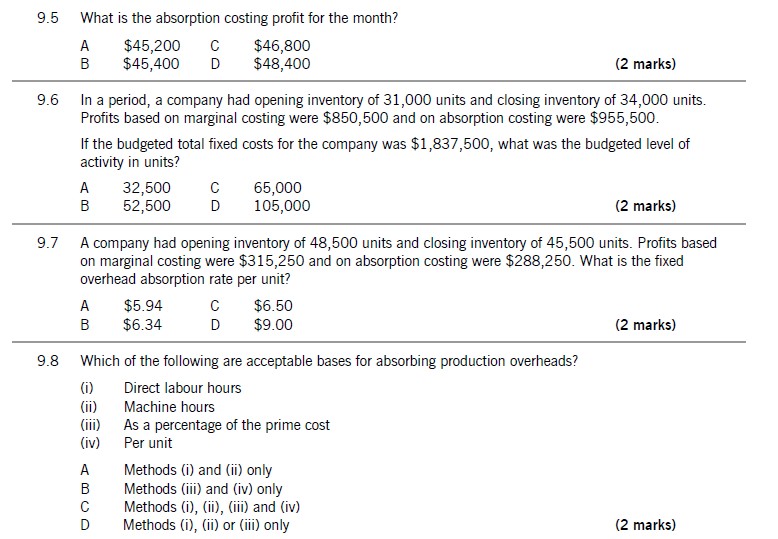 9.5 What is the absorption costing profit for the month?
A $45,200 C $46,800
B $45,400 D $48,400 (2 marks)
9.6 In a period, a company had opening inventory of 31,000 units and closing inventory of 34,000 units.
Profits based on marginal costing were $850,500 and on absorption costing were $955,500.
If the budgeted total fixed costs for the company was $1,837,500, what was the budgeted level of
activity in units?
A 32,500 C 65,000
B 52,500 D 105,000 (2 marks)
9.7 A company had opening inventory of 48,500 units and closing inventory of 45,500 units. Profits based
on marginal costing were $315,250 and on absorption costing were $288,250. What is the fixed
overhead absorption rate per unit?
A $5.94 C $6.50
B $6.34 D $9.00 (2 marks)
9.8 Which of the following are acceptable bases for absorbing production overheads?
(i) Direct labour hours
(ii) Machine hours
(iii) As a percentage of the prime cost
(iv) Per unit
A Methods (i) and (ii) only
B Methods (iii) and (iv) only
C Methods (i), (ii), (iii) and (iv)
D Methods (i), (ii) or (iii) only (2 marks)